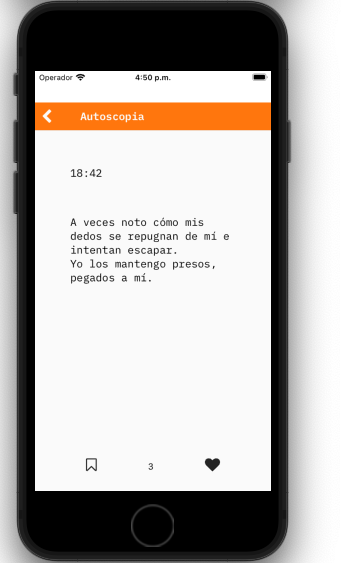 Operador 4:50 p.m.
Autoscopia
18:42
A veces noto cómo mis
dedos se repugnan de mí e
intentan escapar.
Yo los mantengo presos,
pegados a mí.
3